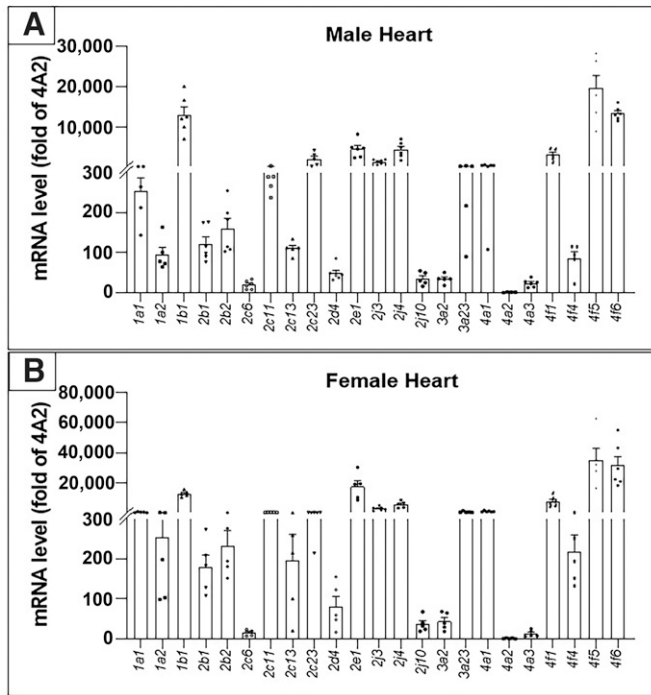 A
Male Heart
mRNA level (fold of 4A2)
30,000
20,000
10,000
300
200
100
0
1a1 1a2 1b1 2b1 2b2 2c6 2c11 2c13 2c23 2d4 2e1 2j3 2j4 2j10 3a2 3a23 4a1 4a2 4a3 4f1 4f4 4f5 4f6
B
Female Heart
mRNA level (fold of 4A2)
80,000
60,000
40,000
20,000
300
200
100
0
1a1 1a2 1b1 2b1 2b2 2c6 2c11 2c13 2c23 2d4 2e1 2j3 2j4 2j10 3a2 3a23 4a1 4a2 4a3 4f1 4f4 4f5 4f6